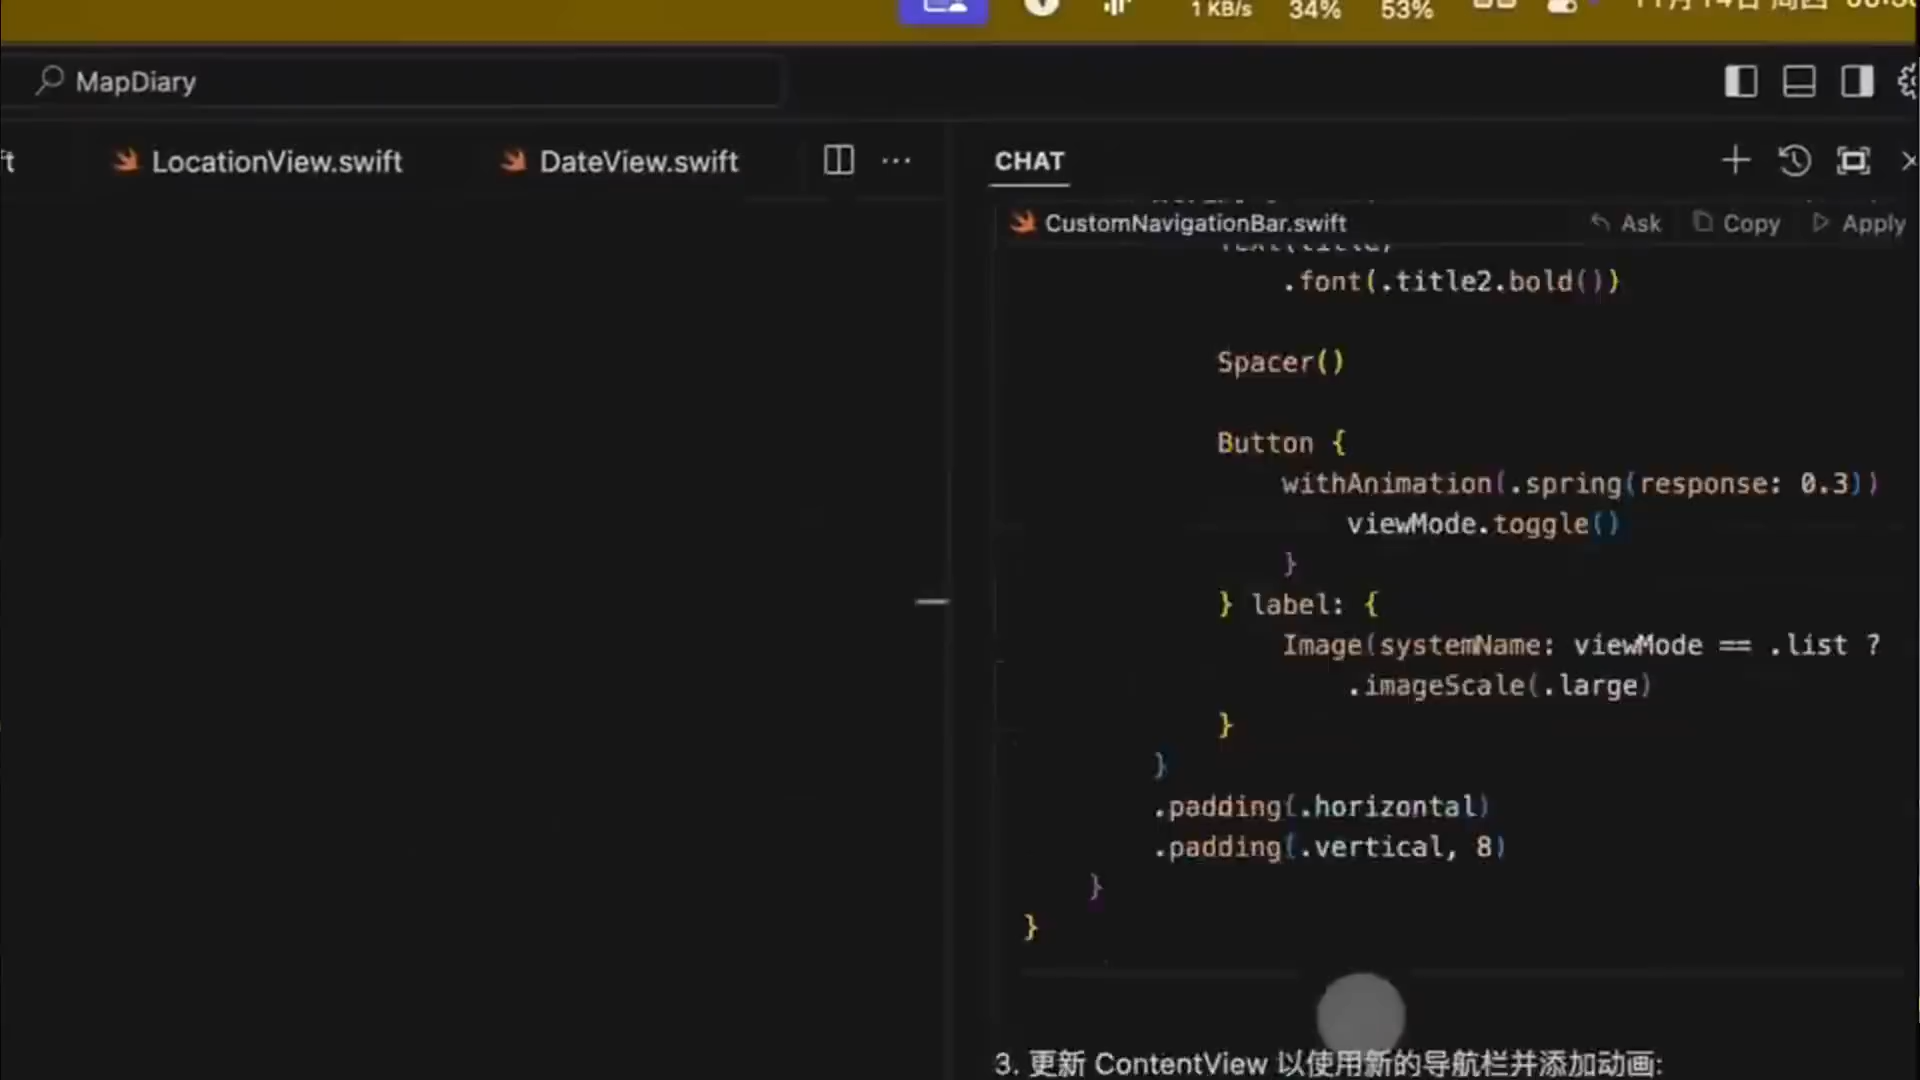 1 KB/s
34%
53%
MapDiary
LocationView.swift
DateView.swift
CHAT
CustomNavigationBar.swift
Ask
Copy
Apply
.font(.title2.bold())
Spacer()
Button {
withAnimation(.spring(response: 0.3))
viewMode.toggle()
}
} label: {
Image(systemName: viewMode == .list ?
.imageScale(.large)
}
}
.padding(.horizontal)
.padding(.vertical, 8)
}
}
3. 更新 ContentView 以使用新的导航栏并添加动画: